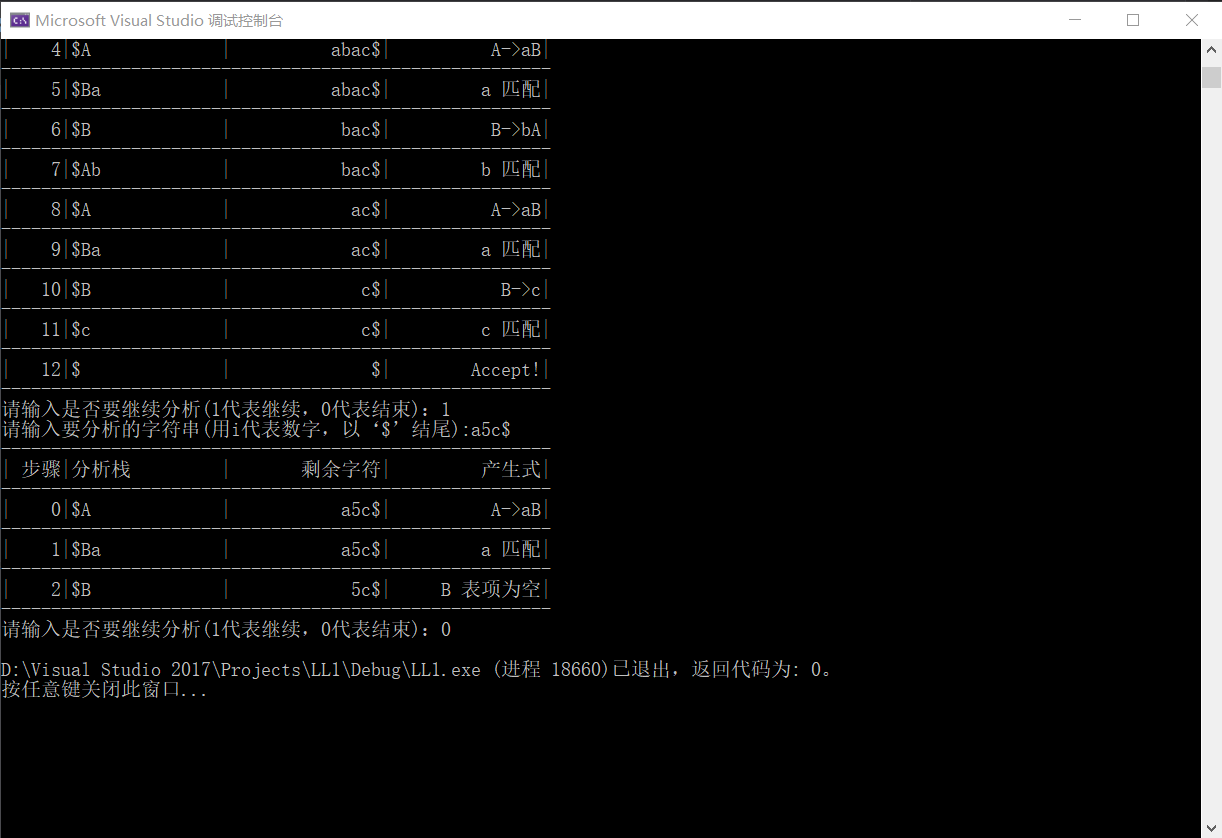 Microsoft Visual Studio 调试控制台
| 4|$A | abac$| A->aB|
| 5|$Ba | abac$| a 匹配|
| 6|$B | bac$| B->bA|
| 7|$Ab | bac$| b 匹配|
| 8|$A | ac$| A->aB|
| 9|$Ba | ac$| a 匹配|
| 10|$B | c$| B->c|
| 11|$c | c$| c 匹配|
| 12|$ | $| Accept!|
请输入是否要继续分析(1代表继续，0代表结束)：1
请输入要分析的字符串(用i代表数字，以‘$’结尾):a5c$
| 步骤|分析栈 | 剩余字符| 产生式|
| 0|$A | a5c$| A->aB|
| 1|$Ba | a5c$| a 匹配|
| 2|$B | 5c$| B 表项为空|
请输入是否要继续分析(1代表继续，0代表结束)：0
D:\Visual Studio 2017\Projects\LL1\Debug\LL1.exe (进程 18660)已退出，返回代码为: 0。
按任意键关闭此窗口...